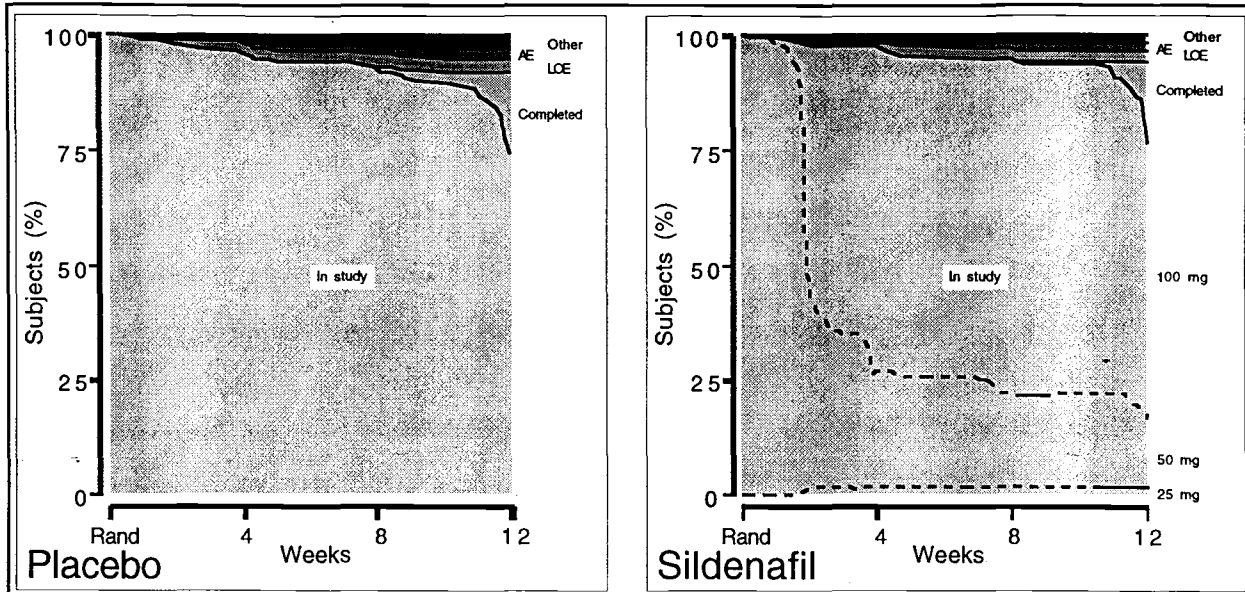 100
75
50
25
0
Subjects (%)
Other
AE
LOE
Completed
In study
Rand
4
8
12
Weeks
Placebo
100
75
50
25
0
Subjects (%)
Other
AE
LOE
Completed
In study
100 mg
50 mg
25 mg
Rand
4
8
12
Weeks
Sildenafil